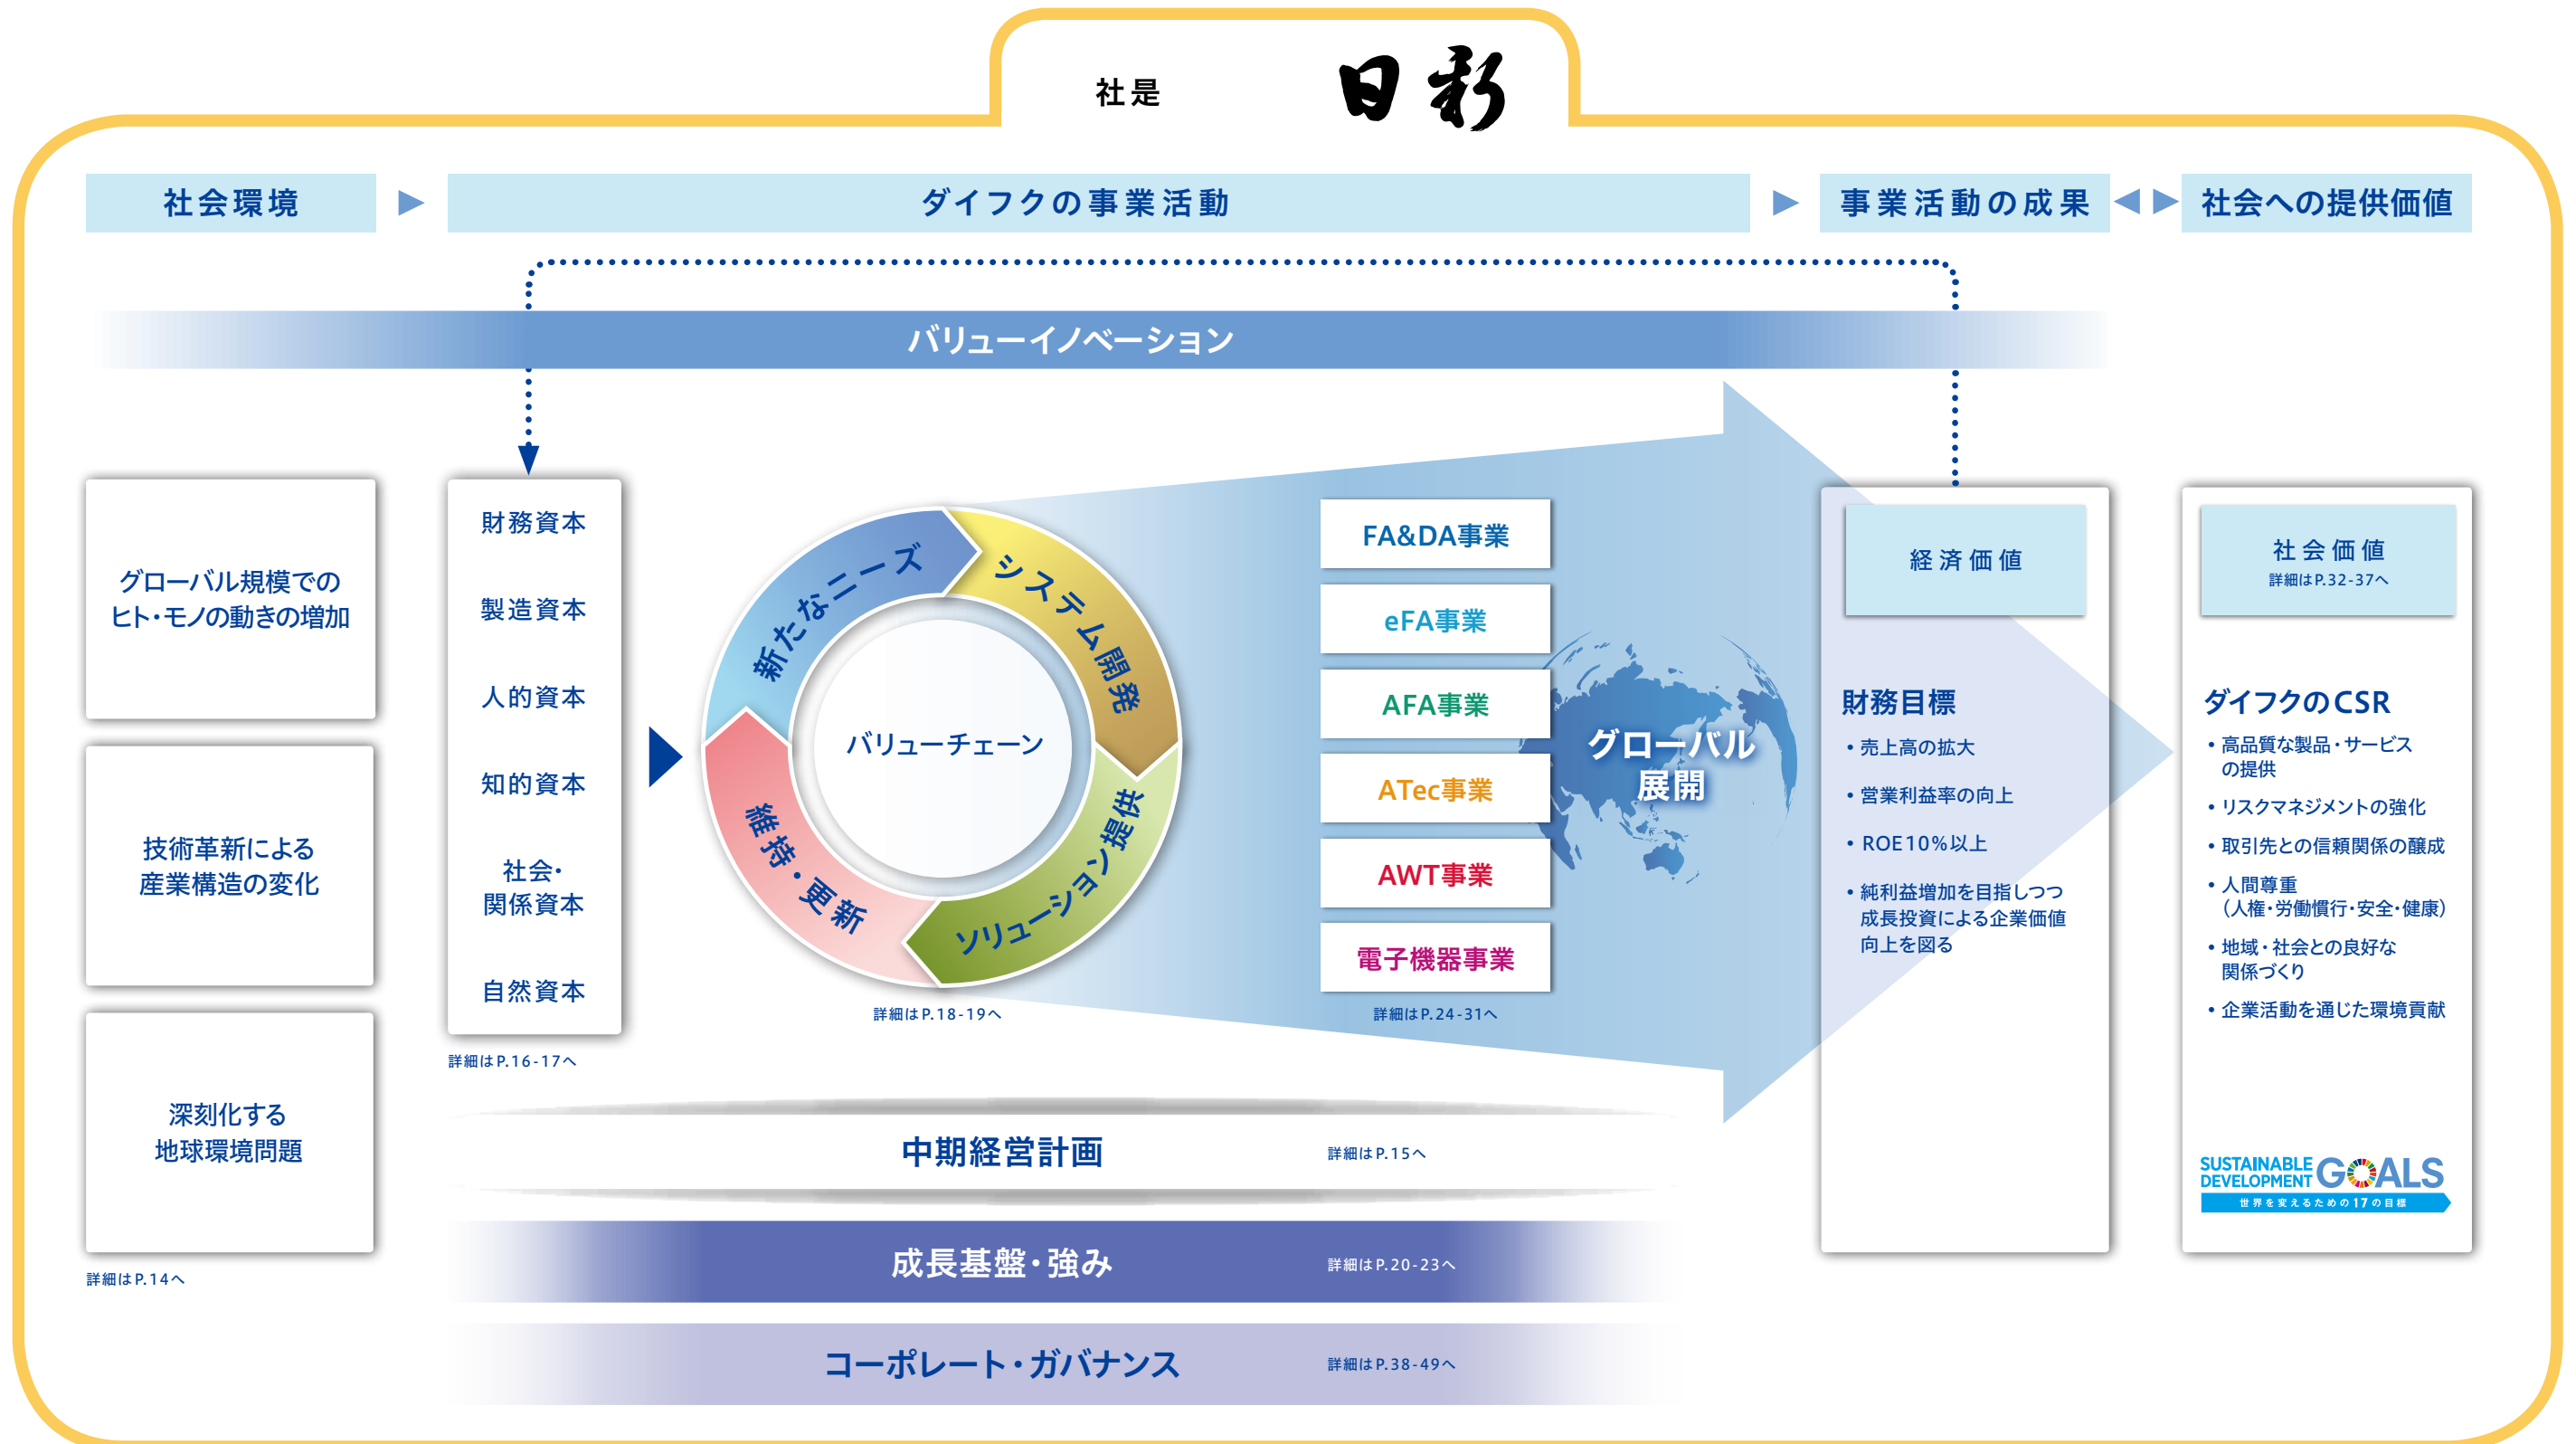 社是 日新
社会環境
ダイフクの事業活動
事業活動の成果
社会への提供価値
バリューイノベーション
グローバル規模での
ヒト・モノの動きの増加
技術革新による
産業構造の変化
深刻化する
地球環境問題
詳細はP.14へ
財務資本
製造資本
人的資本
知的資本
社会・
関係資本
自然資本
詳細はP.16-17へ
新たなニーズ
システム開発
ソリューション提供
維持・更新
バリューチェーン
詳細はP.18-19へ
FA&DA事業
eFA事業
AFA事業
ATec事業
AWT事業
電子機器事業
詳細はP.24-31へ
グローバル
展開
経済価値
財務目標
・売上高の拡大
・営業利益率の向上
・ROE10%以上
・純利益増加を目指しつつ
成長投資による企業価値
向上を図る
社会価値
詳細はP.32-37へ
ダイフクのCSR
・高品質な製品・サービス
の提供
・リスクマネジメントの強化
・取引先との信頼関係の醸成
・人間尊重
（人権・労働慣行・安全・健康）
・地域・社会との良好な
関係づくり
・企業活動を通じた環境貢献
SUSTAINABLE
DEVELOPMENT GOALS
世界を変えるための17の目標
中期経営計画 詳細はP.15へ
成長基盤・強み 詳細はP.20-23へ
コーポレート・ガバナンス 詳細はP.38-49へ